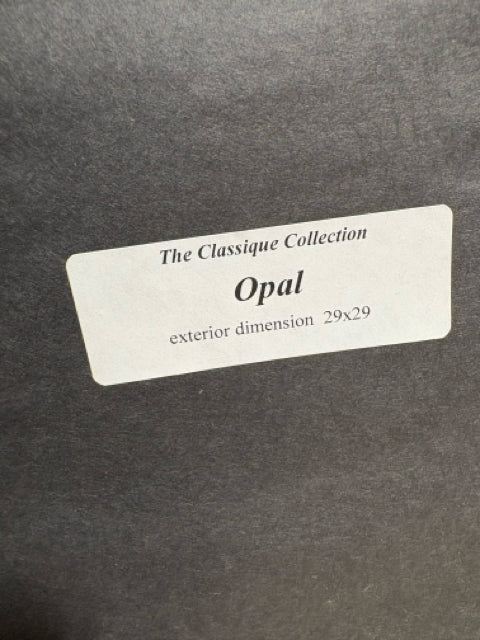 The Classique Collection
Opal
exterior dimension 29x29